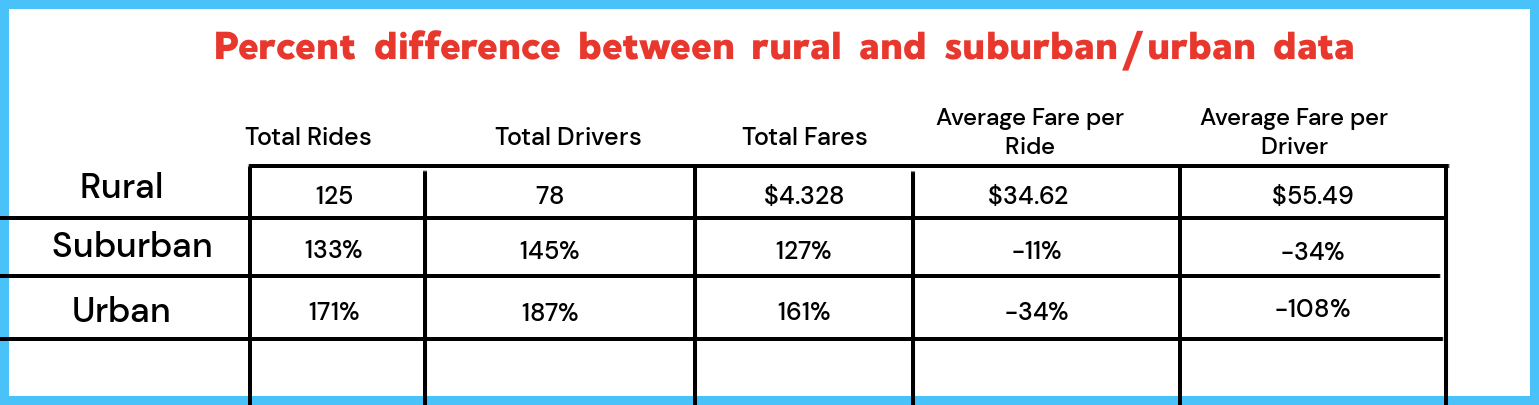 Percent difference between rural and suburban/urban data
Total Rides Total Drivers Total Fares Average Fare per Ride Average Fare per Driver
Rural 125 78 $4.328 $34.62 $55.49
Suburban 133% 145% 127% -11% -34%
Urban 171% 187% 161% -34% -108%